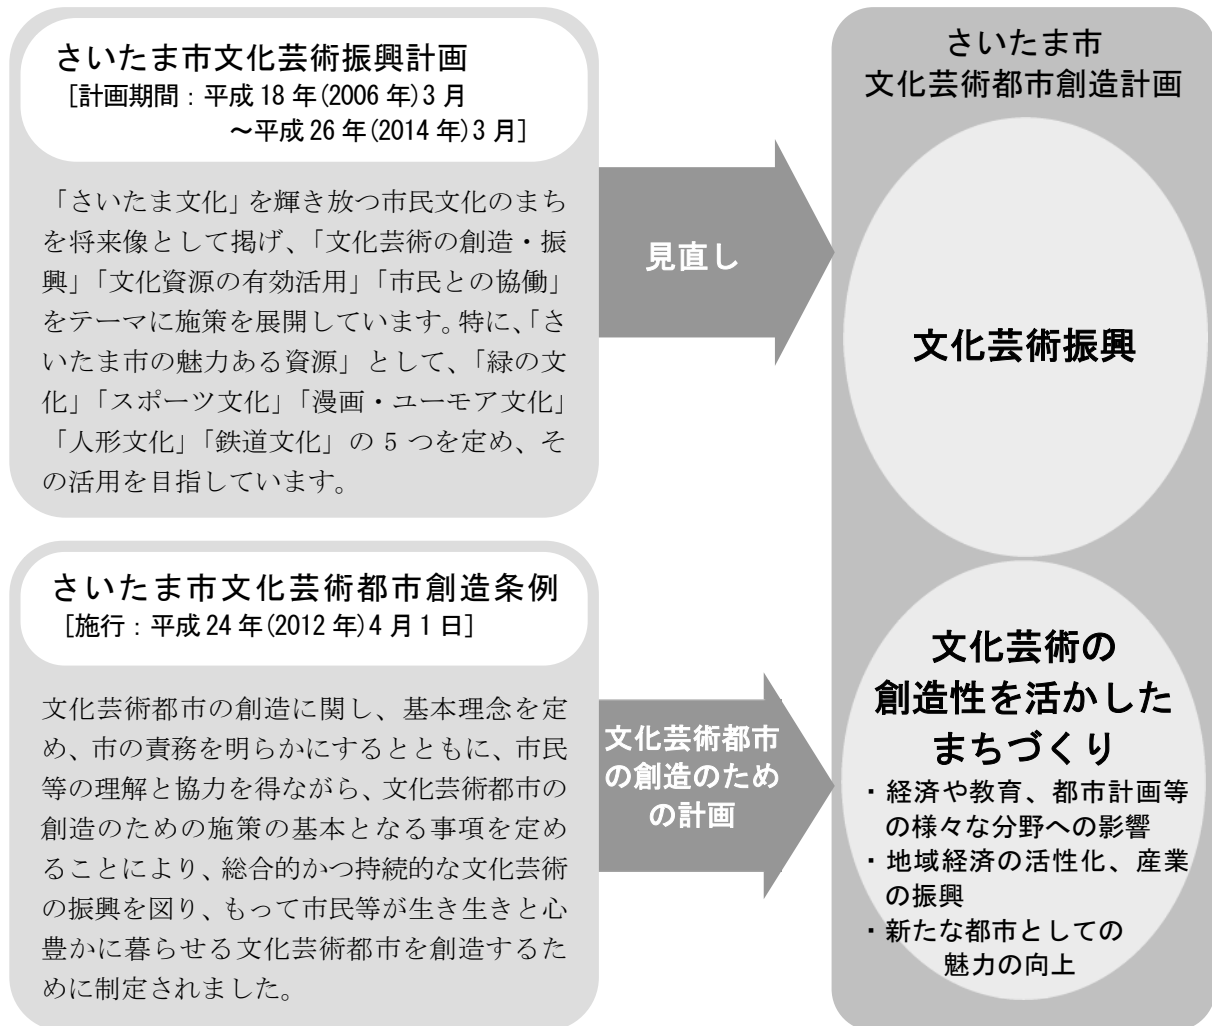 さいたま市文化芸術振興計画
[計画期間：平成18年(2006年)3月
～平成26年(2014年)3月]
「さいたま文化」を輝き放つ市民文化のまち
を将来像として掲げ、「文化芸術の創造・振
興」「文化資源の有効活用」「市民との協働」
をテーマに施策を展開しています。特に、「さ
いたま市の魅力ある資源」として、「緑の文
化」「スポーツ文化」「漫画・ユーモア文化」
「人形文化」「鉄道文化」の5つを定め、そ
の活用を目指しています。
見直し
さいたま市文化芸術都市創造条例
[施行：平成24年(2012年)4月1日]
文化芸術都市の創造に関し、基本理念を定
め、市の責務を明らかにするとともに、市民
等の理解と協力を得ながら、文化芸術都市の
創造のための施策の基本となる事項を定め
ることにより、総合的かつ持続的な文化芸術
の振興を図り、もって市民等が生き生きと心
豊かに暮らせる文化芸術都市を創造するた
めに制定されました。
文化芸術都市
の創造のため
の計画
さいたま市
文化芸術都市創造計画
文化芸術振興
文化芸術の
創造性を活かした
まちづくり
・経済や教育、都市計画等
の様々な分野への影響
・地域経済の活性化、産業
の振興
・新たな都市としての
魅力の向上